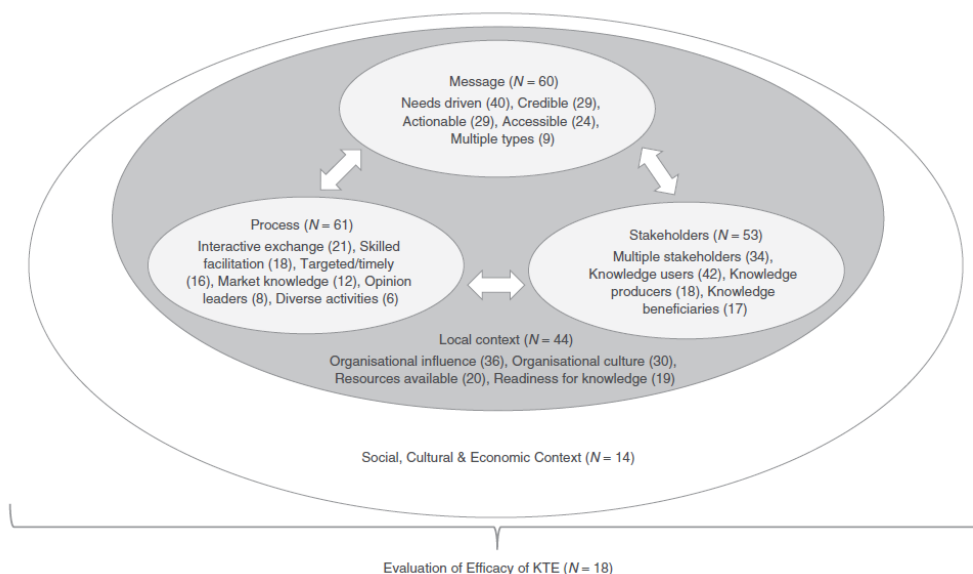 Message (N = 60)
Needs driven (40), Credible (29),
Actionable (29), Accessible (24),
Multiple types (9)
Process (N = 61)
Interactive exchange (21), Skilled
facilitation (18), Targeted/timely
(16), Market knowledge (12), Opinion
leaders (8), Diverse activities (6)
Stakeholders (N = 53)
Multiple stakeholders (34),
Knowledge users (42), Knowledge
producers (18), Knowledge
beneficiaries (17)
Local context (N = 44)
Organisational influence (36), Organisational culture (30),
Resources available (20), Readiness for knowledge (19)
Social, Cultural & Economic Context (N = 14)
Evaluation of Efficacy of KTE (N = 18)